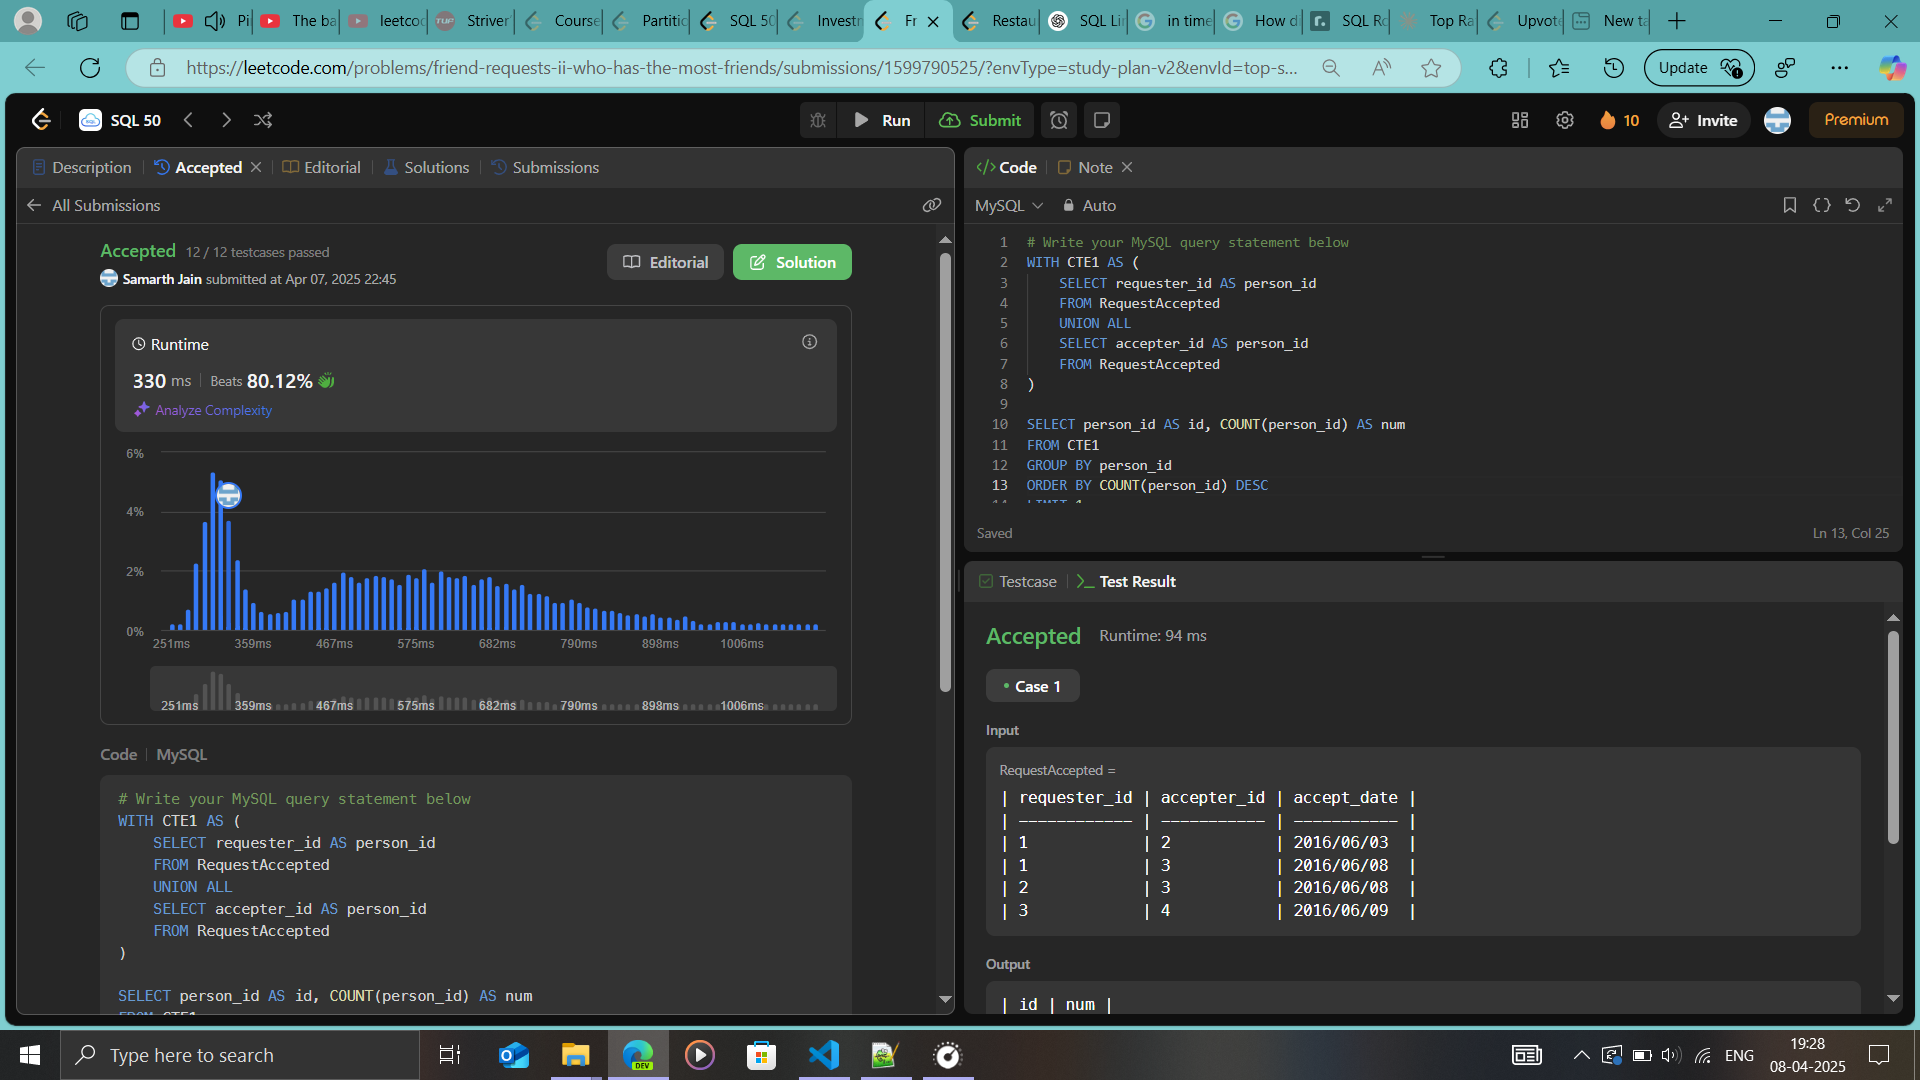 Pi
The ba
leetcod
Striver
Course
Partitic
SQL 50
Investm
Fr
Restau
SQL Lin
in time
How d
SQL Ro
Top Ra
Upvote
New ta
https://leetcode.com/problems/friend-requests-ii-who-has-the-most-friends/submissions/1599790525/?envType=study-plan-v2&envId=top-s...
Update
SQL 50
Run
Submit
10
Invite
Premium
Description
Accepted
Editorial
Solutions
Submissions
All Submissions
Accepted 12 / 12 testcases passed
Samarth Jain submitted at Apr 07, 2025 22:45
Editorial
Solution
Runtime
330 ms Beats 80.12%
Analyze Complexity
6%
4%
2%
0%
251ms 359ms 467ms 575ms 682ms 790ms 898ms 1006ms
251ms 359ms 467ms 575ms 682ms 790ms 898ms 1006ms
Code MySQL
# Write your MySQL query statement below
WITH CTE1 AS (
SELECT requester_id AS person_id
FROM RequestAccepted
UNION ALL
SELECT accepter_id AS person_id
FROM RequestAccepted
)
SELECT person_id AS id, COUNT(person_id) AS num
FROM CTE1
</> Code
Note
MySQL
Auto
1 # Write your MySQL query statement below
2 WITH CTE1 AS (
3 SELECT requester_id AS person_id
4 FROM RequestAccepted
5 UNION ALL
6 SELECT accepter_id AS person_id
7 FROM RequestAccepted
8 )
9
10 SELECT person_id AS id, COUNT(person_id) AS num
11 FROM CTE1
12 GROUP BY person_id
13 ORDER BY COUNT(person_id) DESC
14 LIMIT 1
Saved
Ln 13, Col 25
Testcase
Test Result
Accepted Runtime: 94 ms
• Case 1
Input
RequestAccepted =
| requester_id | accepter_id | accept_date |
| ------------ | ----------- | ----------- |
| 1 | 2 | 2016/06/03 |
| 1 | 3 | 2016/06/08 |
| 2 | 3 | 2016/06/08 |
| 3 | 4 | 2016/06/09 |
Output
| id | num |
Type here to search
DEV
ENG
19:28
08-04-2025